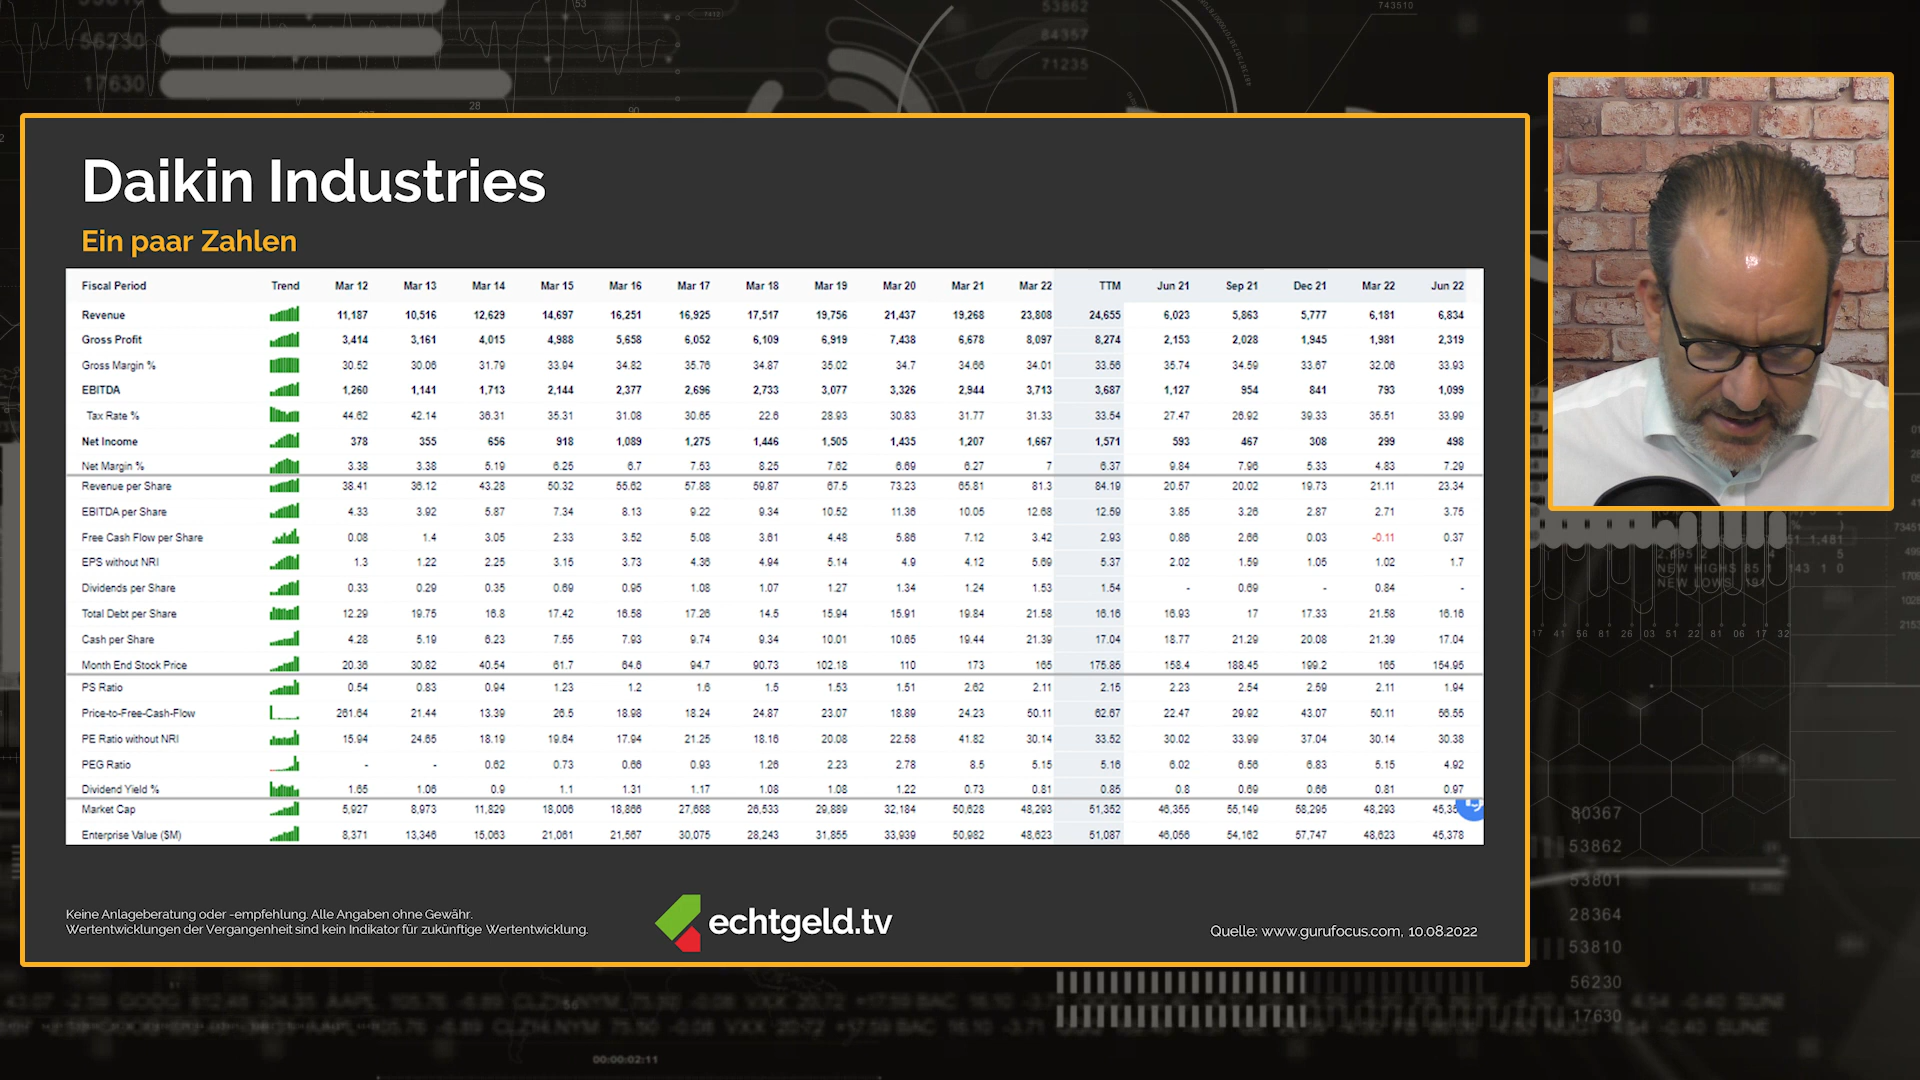 Daikin Industries
Ein paar Zahlen
Fiscal Period Trend Mar 12 Mar 13 Mar 14 Mar 15 Mar 16 Mar 17 Mar 18 Mar 19 Mar 20 Mar 21 Mar 22 TTM Jun 21 Sep 21 Dec 21 Mar 22 Jun 22
Revenue 11,187 10,516 12,629 14,697 16,251 16,925 17,517 19,756 21,437 19,268 23,808 24,655 6,023 5,863 5,777 6,181 6,834
Gross Profit 3,414 3,161 4,015 4,988 5,658 6,052 6,109 6,919 7,438 6,678 8,097 8,274 2,153 2,028 1,945 1,981 2,319
Gross Margin % 30.52 30.06 31.79 33.94 34.82 35.76 34.87 35.02 34.7 34.66 34.01 33.56 35.74 34.59 33.67 32.06 33.93
EBITDA 1,260 1,141 1,713 2,144 2,377 2,696 2,733 3,077 3,326 2,944 3,713 3,687 1,127 954 841 793 1,099
Tax Rate % 44.62 42.14 36.31 35.31 31.08 30.65 22.6 28.93 30.83 31.77 31.33 33.54 27.47 26.92 39.33 35.51 33.99
Net Income 378 355 656 918 1,089 1,275 1,446 1,505 1,435 1,207 1,667 1,571 593 467 308 299 498
Net Margin % 3.38 3.38 5.19 6.25 6.7 7.53 8.25 7.62 6.69 6.27 7 6.37 9.84 7.96 5.33 4.83 7.29
Revenue per Share 38.41 36.12 43.28 50.32 55.62 57.88 59.87 67.5 73.23 65.81 81.3 84.19 20.57 20.02 19.73 21.11 23.34
EBITDA per Share 4.33 3.92 5.87 7.34 8.13 9.22 9.34 10.52 11.36 10.05 12.68 12.59 3.85 3.26 2.87 2.71 3.75
Free Cash Flow per Share 0.08 1.4 3.05 2.33 3.52 5.08 3.61 4.48 5.86 7.12 3.42 2.93 0.86 2.66 0.03 -0.11 0.37
EPS without NRI 1.3 1.22 2.25 3.15 3.73 4.36 4.94 5.14 4.9 4.12 5.69 5.37 2.02 1.59 1.05 1.02 1.7
Dividends per Share 0.33 0.29 0.35 0.69 0.95 1.08 1.07 1.27 1.34 1.24 1.53 1.54 - 0.69 - 0.84 -
Total Debt per Share 12.29 19.75 16.8 17.42 16.58 17.26 14.5 15.94 15.91 19.84 21.58 16.16 16.93 17 17.33 21.58 16.16
Cash per Share 4.28 5.19 6.23 7.55 7.93 9.74 9.34 10.01 10.65 19.44 21.39 17.04 18.77 21.29 20.08 21.39 17.04
Month End Stock Price 20.36 30.82 40.54 61.7 64.6 94.7 90.73 102.18 110 173 165 175.85 158.4 188.45 199.2 165 154.95
PS Ratio 0.54 0.83 0.94 1.23 1.2 1.6 1.5 1.53 1.51 2.62 2.11 2.15 2.23 2.54 2.59 2.11 1.94
Price-to-Free-Cash-Flow 261.64 21.44 13.39 26.5 18.98 18.24 24.87 23.07 18.89 24.23 50.11 62.67 22.47 29.92 43.07 50.11 56.55
PE Ratio without NRI 15.94 24.65 18.19 19.64 17.94 21.25 18.16 20.08 22.58 41.82 30.14 33.52 30.02 33.99 37.04 30.14 30.38
PEG Ratio - - 0.62 0.73 0.66 0.93 1.26 2.23 2.78 8.5 5.15 5.16 6.02 6.56 6.83 5.15 4.92
Dividend Yield % 1.65 1.06 0.9 1.1 1.31 1.17 1.08 1.08 1.22 0.73 0.81 0.85 0.8 0.69 0.66 0.81 0.97
Market Cap 5,927 8,973 11,829 18,006 18,866 27,688 26,533 29,889 32,184 50,628 48,293 51,352 46,355 55,149 58,295 48,293
Enterprise Value ($M) 8,371 13,346 15,063 21,061 21,567 30,075 28,243 31,855 33,939 50,982 48,623 51,087 46,056 54,162 57,747 48,623 45,378
Keine Anlageberatung oder -empfehlung. Alle Angaben ohne Gewähr.
Wertentwicklungen der Vergangenheit sind kein Indikator für zukünftige Wertentwicklung.
echtgeld.tv
Quelle: www.gurufocus.com, 10.08.2022
53862
84357
71235
743510
56230
17630
28
17 41 56 81 26 03 51 22 81 06 17 32
80367
53862
53801
28364
53810
56230
17630
00:00:02:11